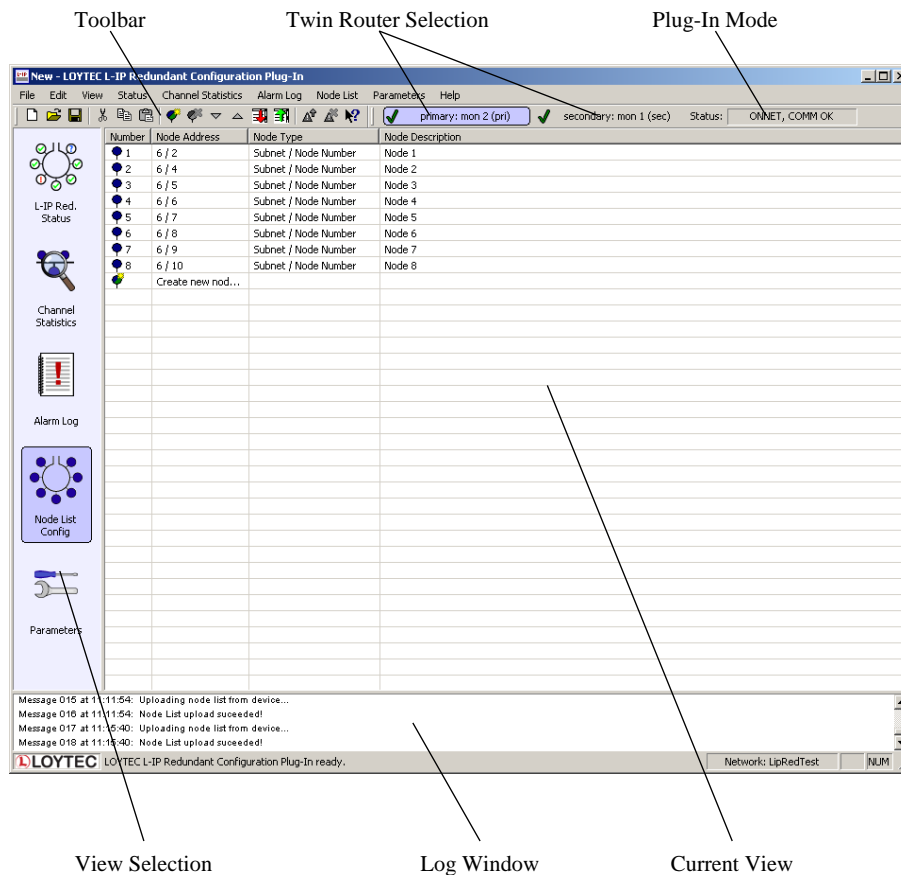 Toolbar Twin Router Selection Plug-In Mode
New - LOYTEC L-IP Redundant Configuration Plug-In
File Edit View Status Channel Statistics Alarm Log Node List Parameters Help
primary: mon 2 (pri) secondary: mon 1 (sec) Status: ONNET, COMM OK
Number Node Address Node Type Node Description
1 6 / 2 Subnet / Node Number Node 1
2 6 / 4 Subnet / Node Number Node 2
3 6 / 5 Subnet / Node Number Node 3
4 6 / 6 Subnet / Node Number Node 4
5 6 / 7 Subnet / Node Number Node 5
6 6 / 8 Subnet / Node Number Node 6
7 6 / 9 Subnet / Node Number Node 7
8 6 / 10 Subnet / Node Number Node 8
Create new nod...
L-IP Red.
Status
Channel
Statistics
Alarm Log
Node List
Config
Parameters
Message 015 at 11:11:54: Uploading node list from device...
Message 016 at 11:11:54: Node List upload suceeded!
Message 017 at 11:15:40: Uploading node list from device...
Message 018 at 11:15:40: Node List upload suceeded!
LOYTEC LOYTEC L-IP Redundant Configuration Plug-In ready. Network: LipRedTest NUM
View Selection Log Window Current View